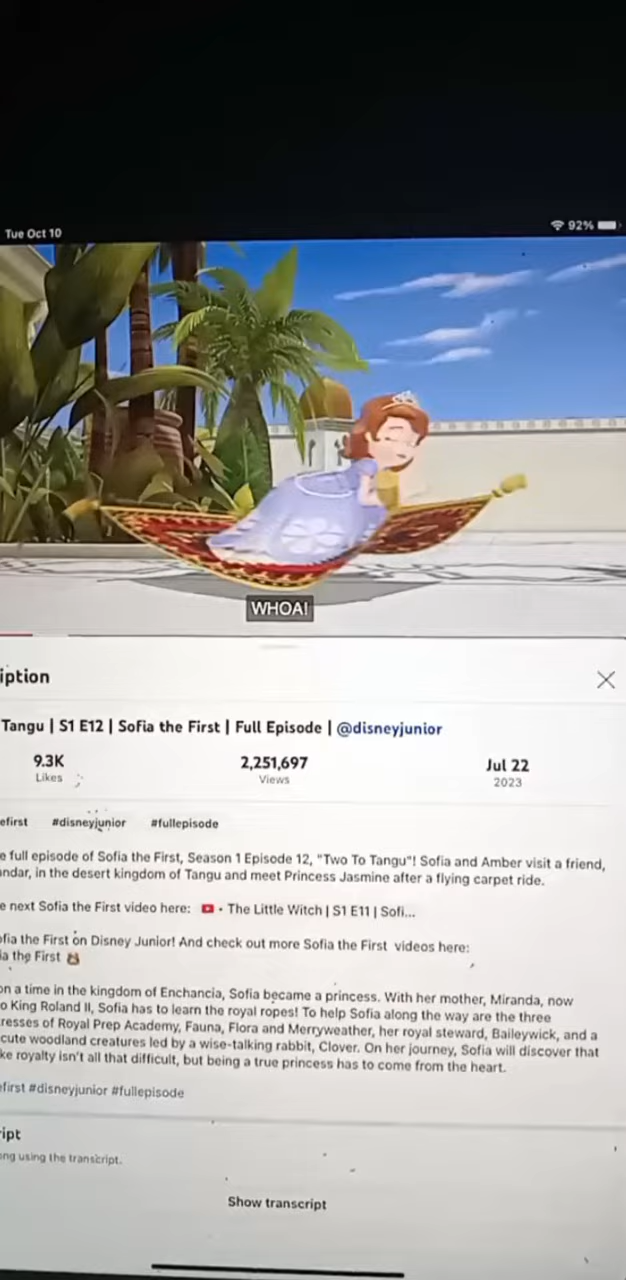 Tue Oct 10
92%
WHOA!
iption
Tangu | S1 E12 | Sofia the First | Full Episode | @disneyjunior
9.3K
2,251,697
Jul 22
Likes
Views
2023
efirst #disneyjunior #fullepisode
e full episode of Sofia the First, Season 1 Episode 12, "Two To Tangu"! Sofia and Amber visit a friend,
andar, in the desert kingdom of Tangu and meet Princess Jasmine after a flying carpet ride.
e next Sofia the First video here: • The Little Witch | S1 E11 | Sofi...
fia the First on Disney Junior! And check out more Sofia the First videos here:
ia the First
on a time in the kingdom of Enchancia, Sofia became a princess. With her mother, Miranda, now
o King Roland II, Sofia has to learn the royal ropes! To help Sofia along the way are the three
resses of Royal Prep Academy, Fauna, Flora and Merryweather, her royal steward, Baileywick, and a
cute woodland creatures led by a wise-talking rabbit, Clover. On her journey, Sofia will discover that
ke royalty isn't all that difficult, but being a true princess has to come from the heart.
efirst #disneyjunior #fullepisode
ript
ong using the transcript.
Show transcript